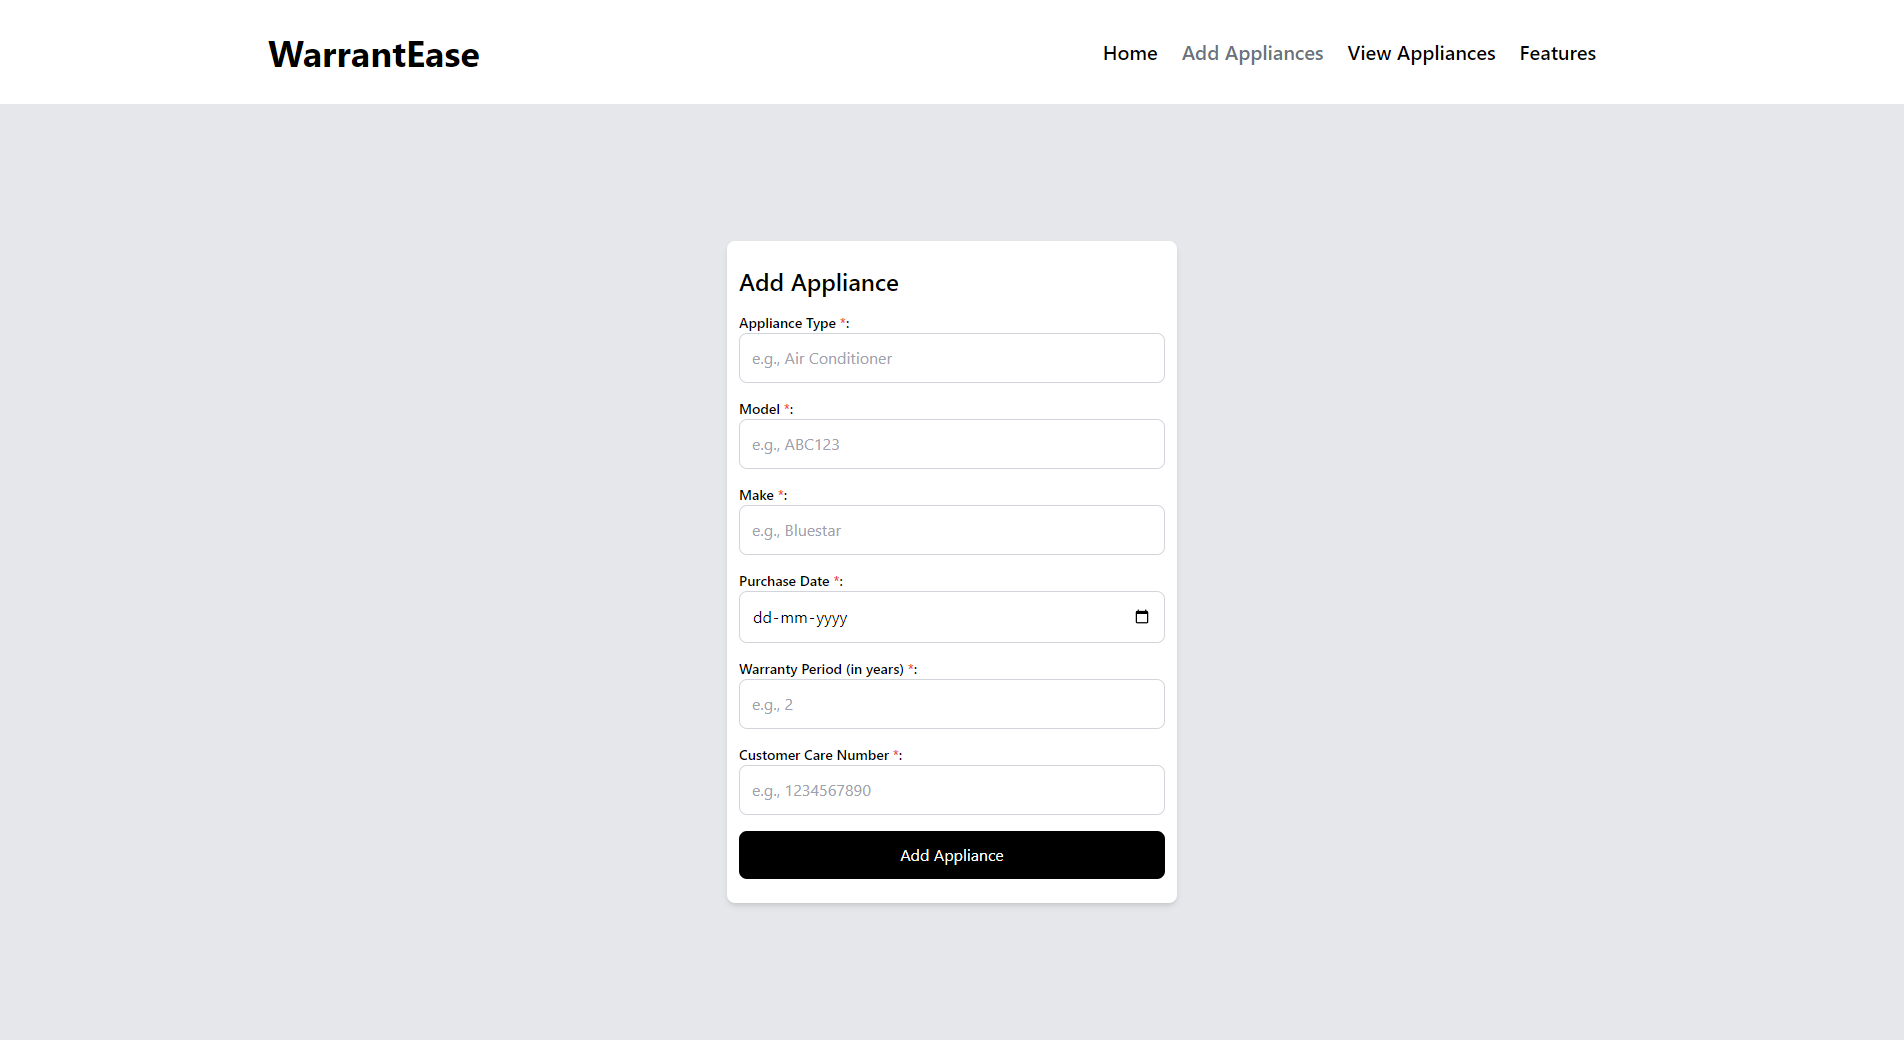 WarrantEase
Home Add Appliances View Appliances Features
Add Appliance
Appliance Type *:
e.g., Air Conditioner
Model *:
e.g., ABC123
Make *:
e.g., Bluestar
Purchase Date *:
dd-mm-yyyy
Warranty Period (in years) *:
e.g., 2
Customer Care Number *:
e.g., 1234567890
Add Appliance